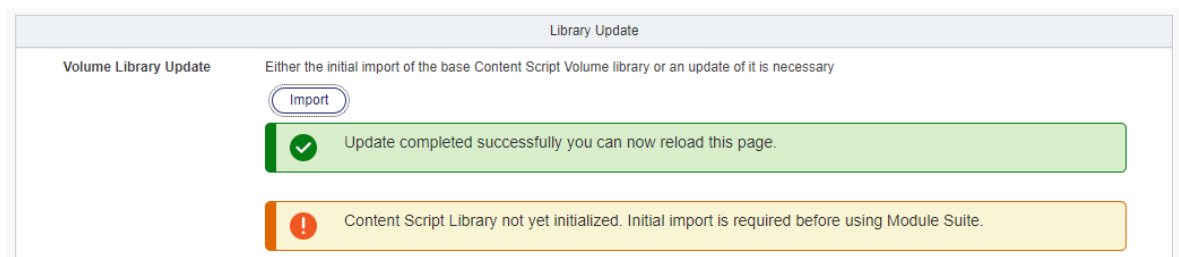 Library Update
Volume Library Update
Either the initial import of the base Content Script Volume library or an update of it is necessary
Import
Update completed successfully you can now reload this page.
Content Script Library not yet initialized. Initial import is required before using Module Suite.